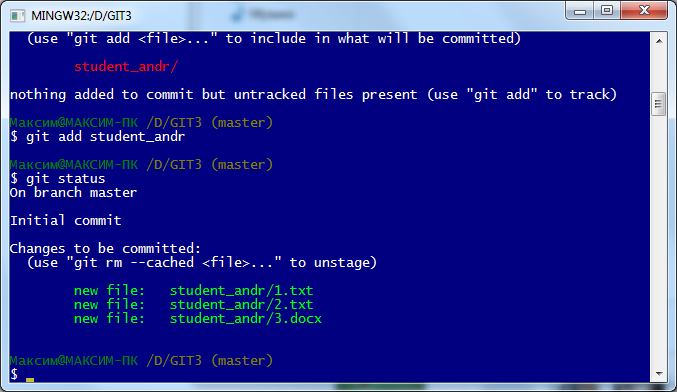 MINGW32:/D/GIT3
(use "git add <file>..." to include in what will be committed)
student_andr/
nothing added to commit but untracked files present (use "git add" to track)
Максим@МАКСИМ-ПК /D/GIT3 (master)
$ git add student_andr
Максим@МАКСИМ-ПК /D/GIT3 (master)
$ git status
On branch master
Initial commit
Changes to be committed:
(use "git rm --cached <file>..." to unstage)
new file:   student_andr/1.txt
new file:   student_andr/2.txt
new file:   student_andr/3.docx
Максим@МАКСИМ-ПК /D/GIT3 (master)
$